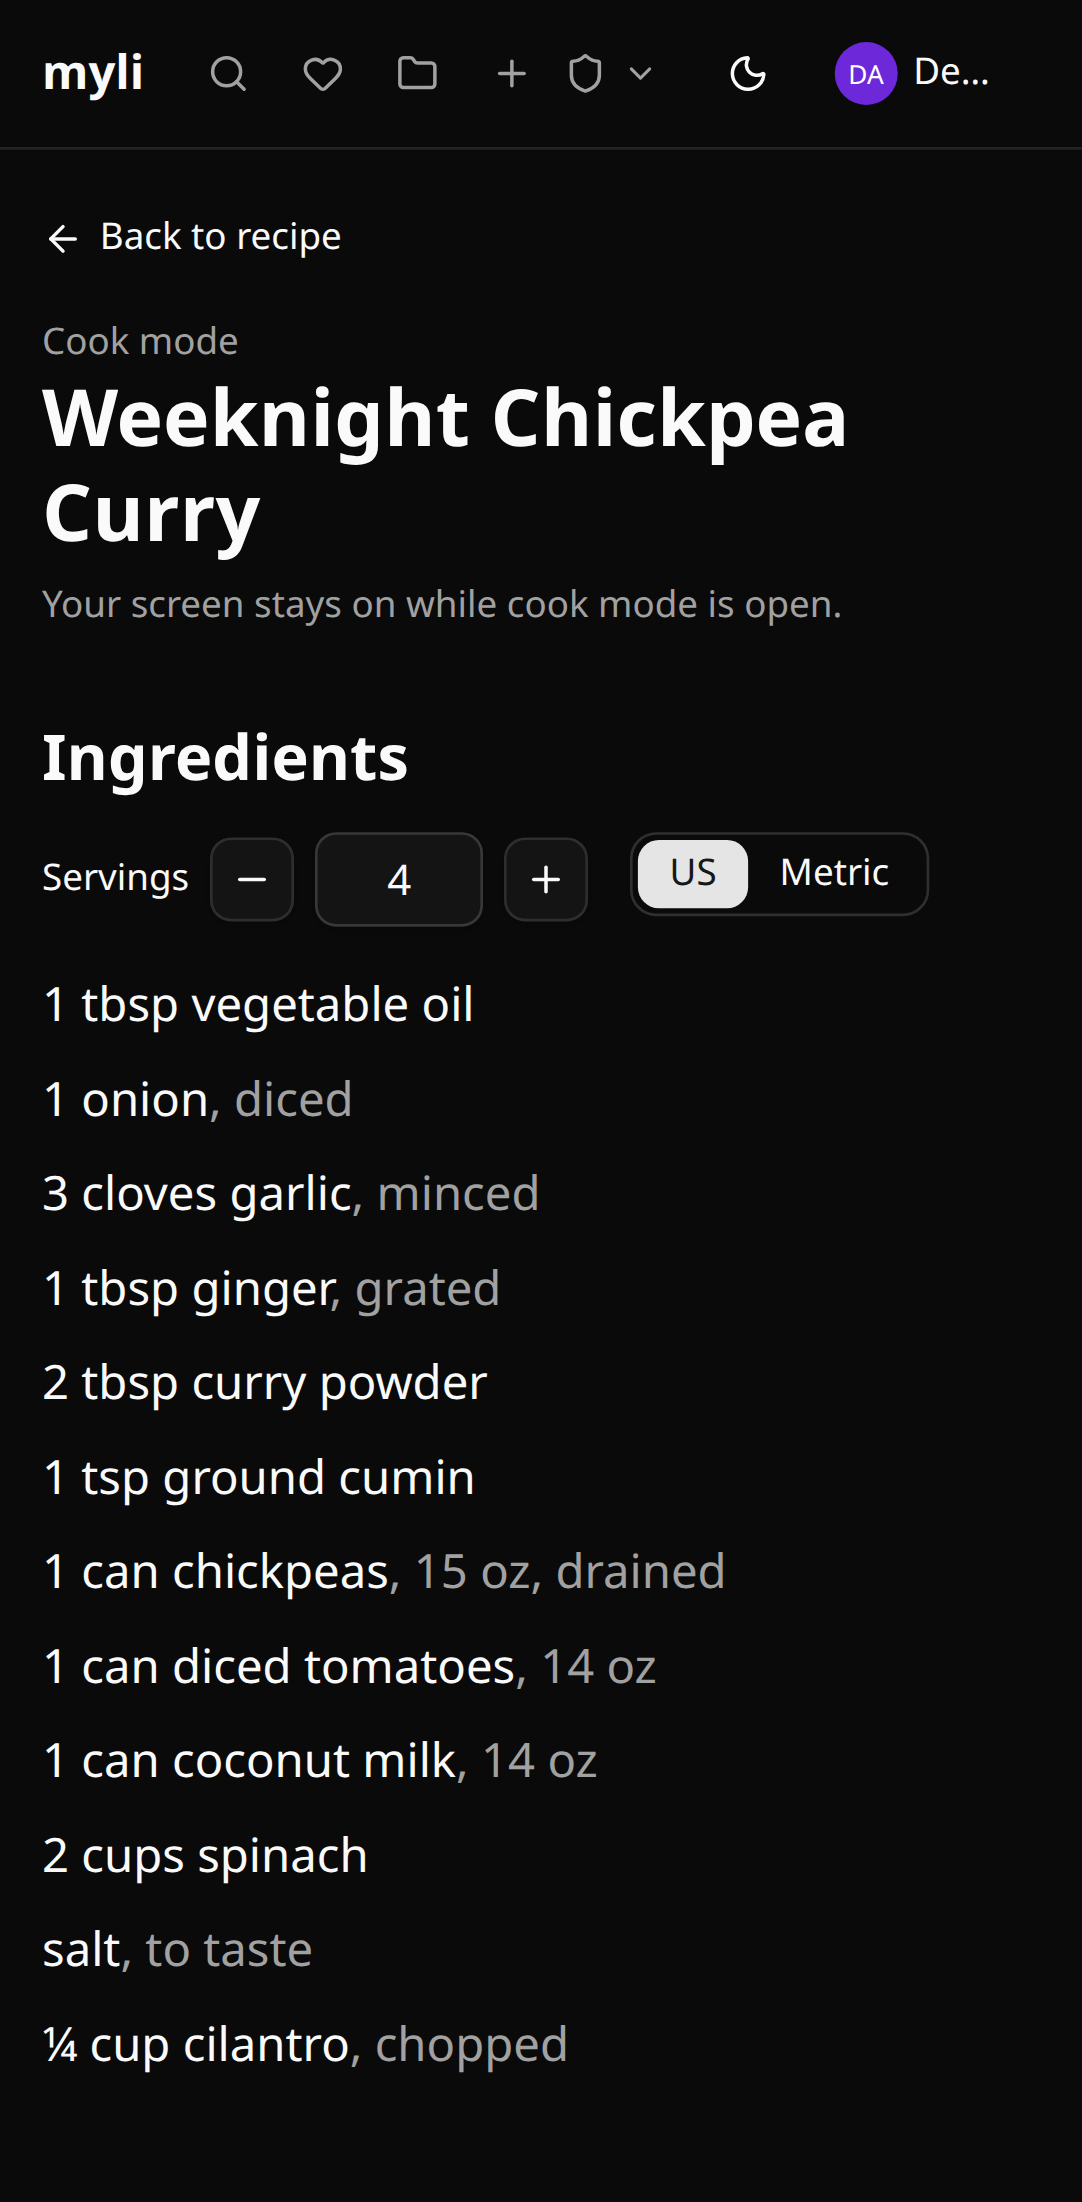 myli DA De...
Back to recipe
Cook mode
Weeknight Chickpea
Curry
Your screen stays on while cook mode is open.
Ingredients
Servings − 4 + US Metric
1 tbsp vegetable oil
1 onion, diced
3 cloves garlic, minced
1 tbsp ginger, grated
2 tbsp curry powder
1 tsp ground cumin
1 can chickpeas, 15 oz, drained
1 can diced tomatoes, 14 oz
1 can coconut milk, 14 oz
2 cups spinach
salt, to taste
¼ cup cilantro, chopped